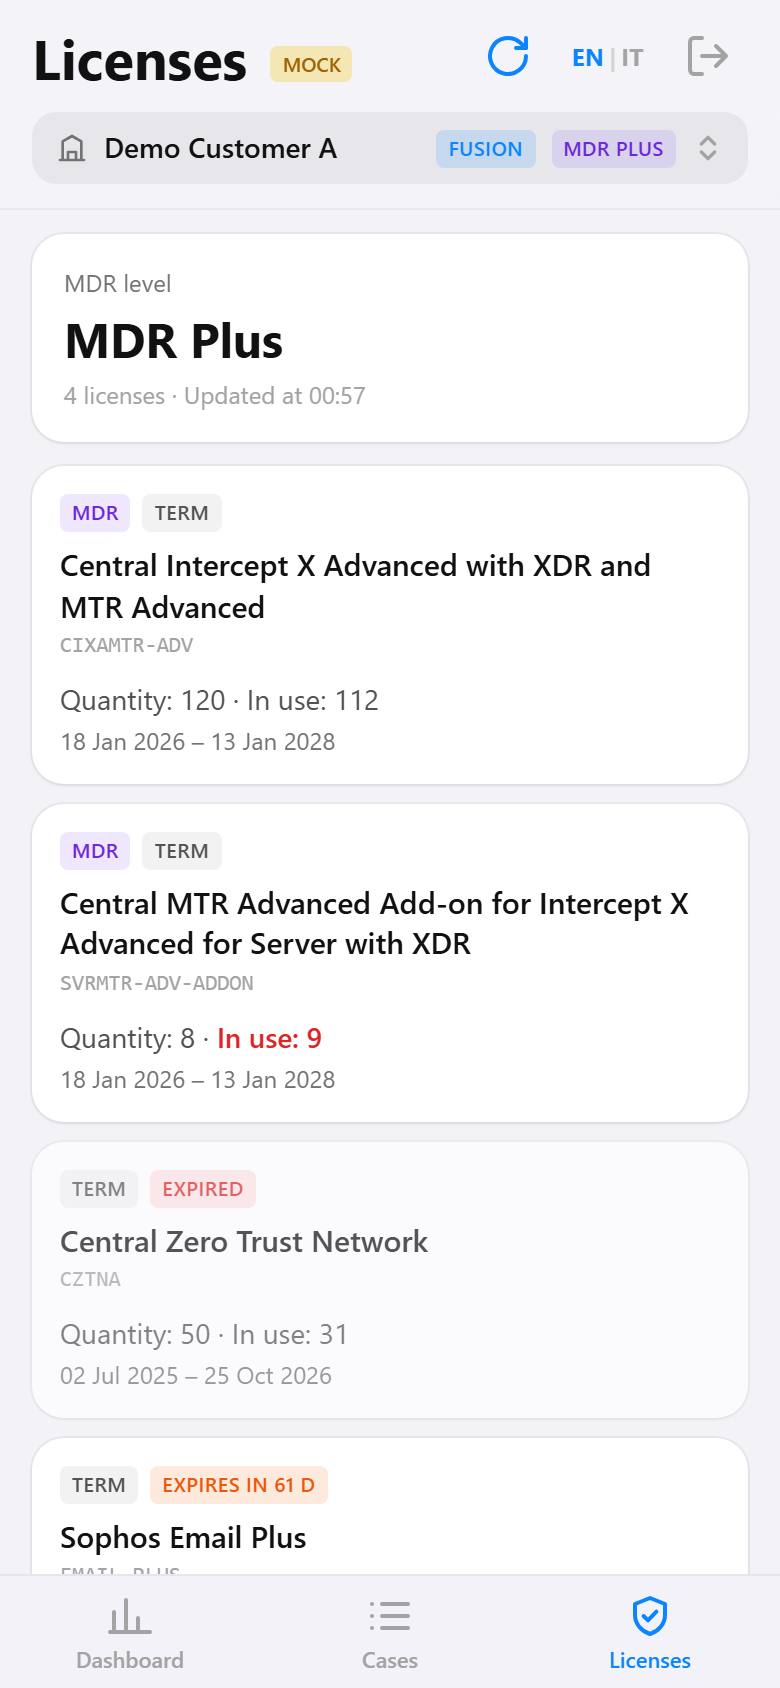 Licenses MOCK EN | IT
Demo Customer A FUSION MDR PLUS
MDR level
MDR Plus
4 licenses · Updated at 00:57
MDR TERM
Central Intercept X Advanced with XDR and
MTR Advanced
CIXAMTR-ADV
Quantity: 120 · In use: 112
18 Jan 2026 – 13 Jan 2028
MDR TERM
Central MTR Advanced Add-on for Intercept X
Advanced for Server with XDR
SVRMTR-ADV-ADDON
Quantity: 8 · In use: 9
18 Jan 2026 – 13 Jan 2028
TERM EXPIRED
Central Zero Trust Network
CZTNA
Quantity: 50 · In use: 31
02 Jul 2025 – 25 Oct 2026
TERM EXPIRES IN 61 D
Sophos Email Plus
EMAIL-PLUS
Dashboard Cases Licenses